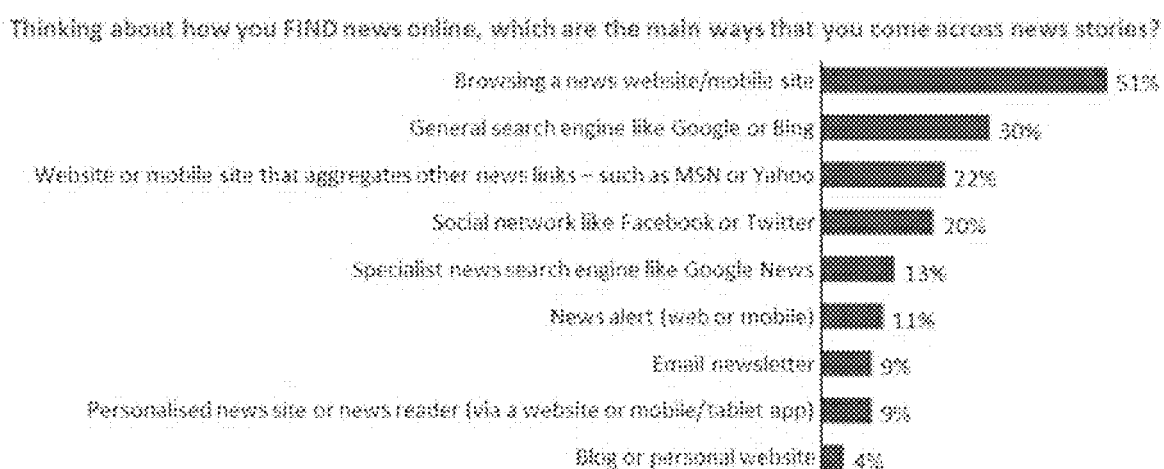 Thinking about how you FIND news online, which are the main ways that you come across news stories?
Browsing a news website/mobile site 51%
General search engine like Google or Bing 30%
Website or mobile site that aggregates other news links – such as MSN or Yahoo 22%
Social network like Facebook or Twitter 20%
Specialist news search engine like Google News 13%
News alert (web or mobile) 11%
Email newsletter 9%
Personalised news site or news reader (via a website or mobile/tablet app) 9%
Blog or personal website 4%